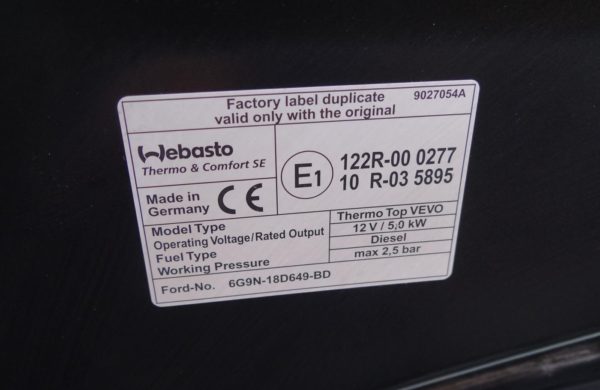 Factory label duplicate
valid only with the original
9027054A
Webasto
Thermo & Comfort SE
Made in
Germany
CE
E1
122R-00 0277
10 R-03 5895
Model Type
Thermo Top VEVO
Operating Voltage/Rated Output
12 V / 5,0 kW
Fuel Type
Diesel
Working Pressure
max 2,5 bar
Ford-No. 6G9N-18D649-BD